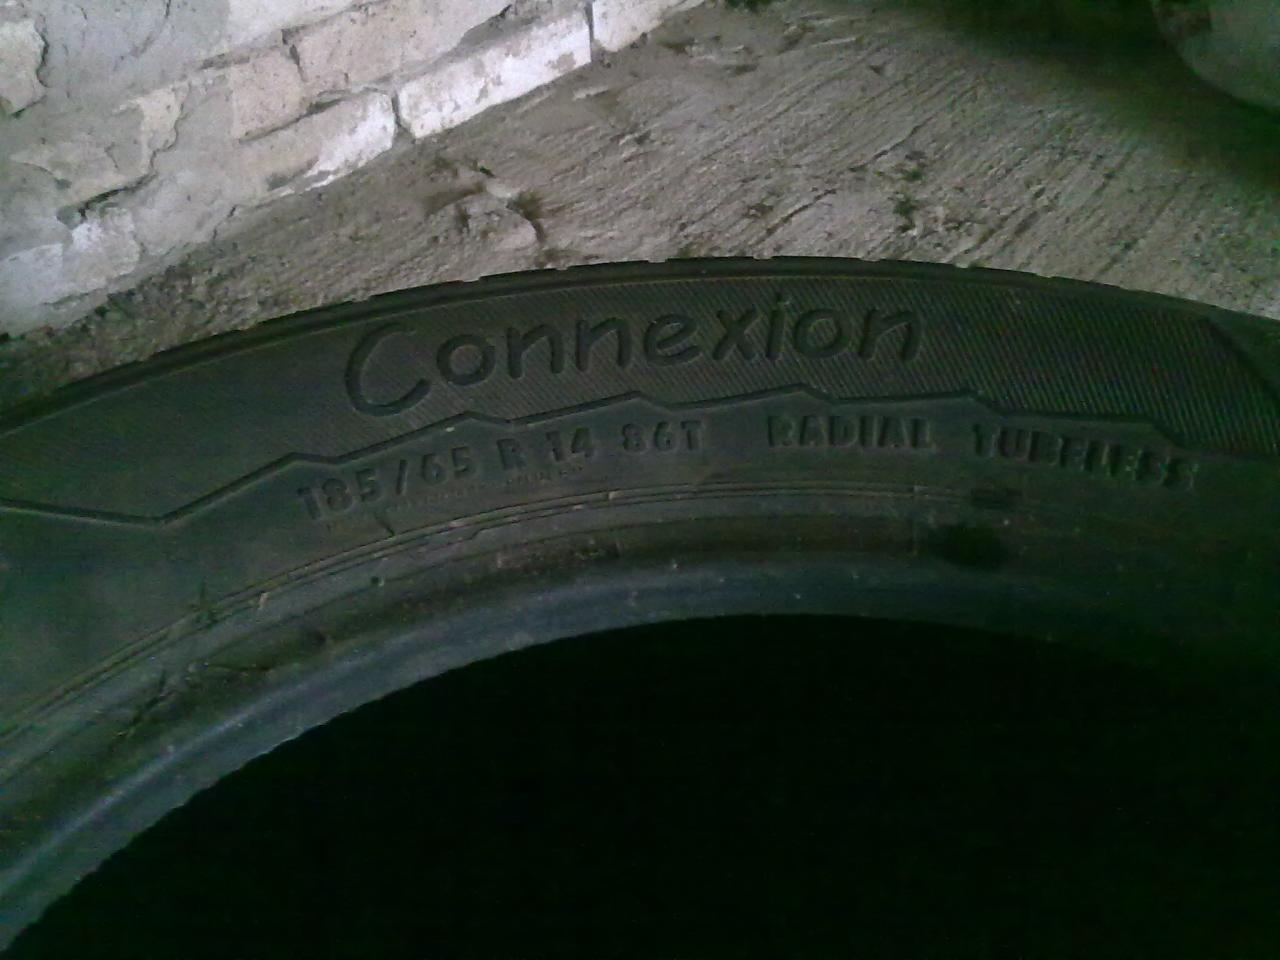 Connexion
185/65 R 14 86T RADIAL TUBELESS